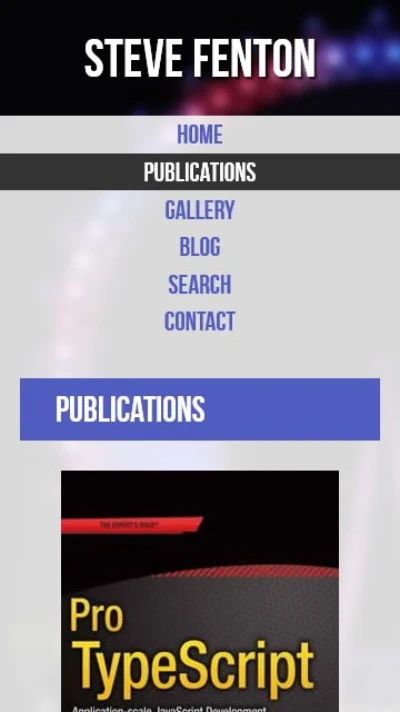 STEVE FENTON
HOME
PUBLICATIONS
GALLERY
BLOG
SEARCH
CONTACT
PUBLICATIONS
THE EXPERT'S VOICE®
Pro
TypeScript
Application-scale JavaScript Development